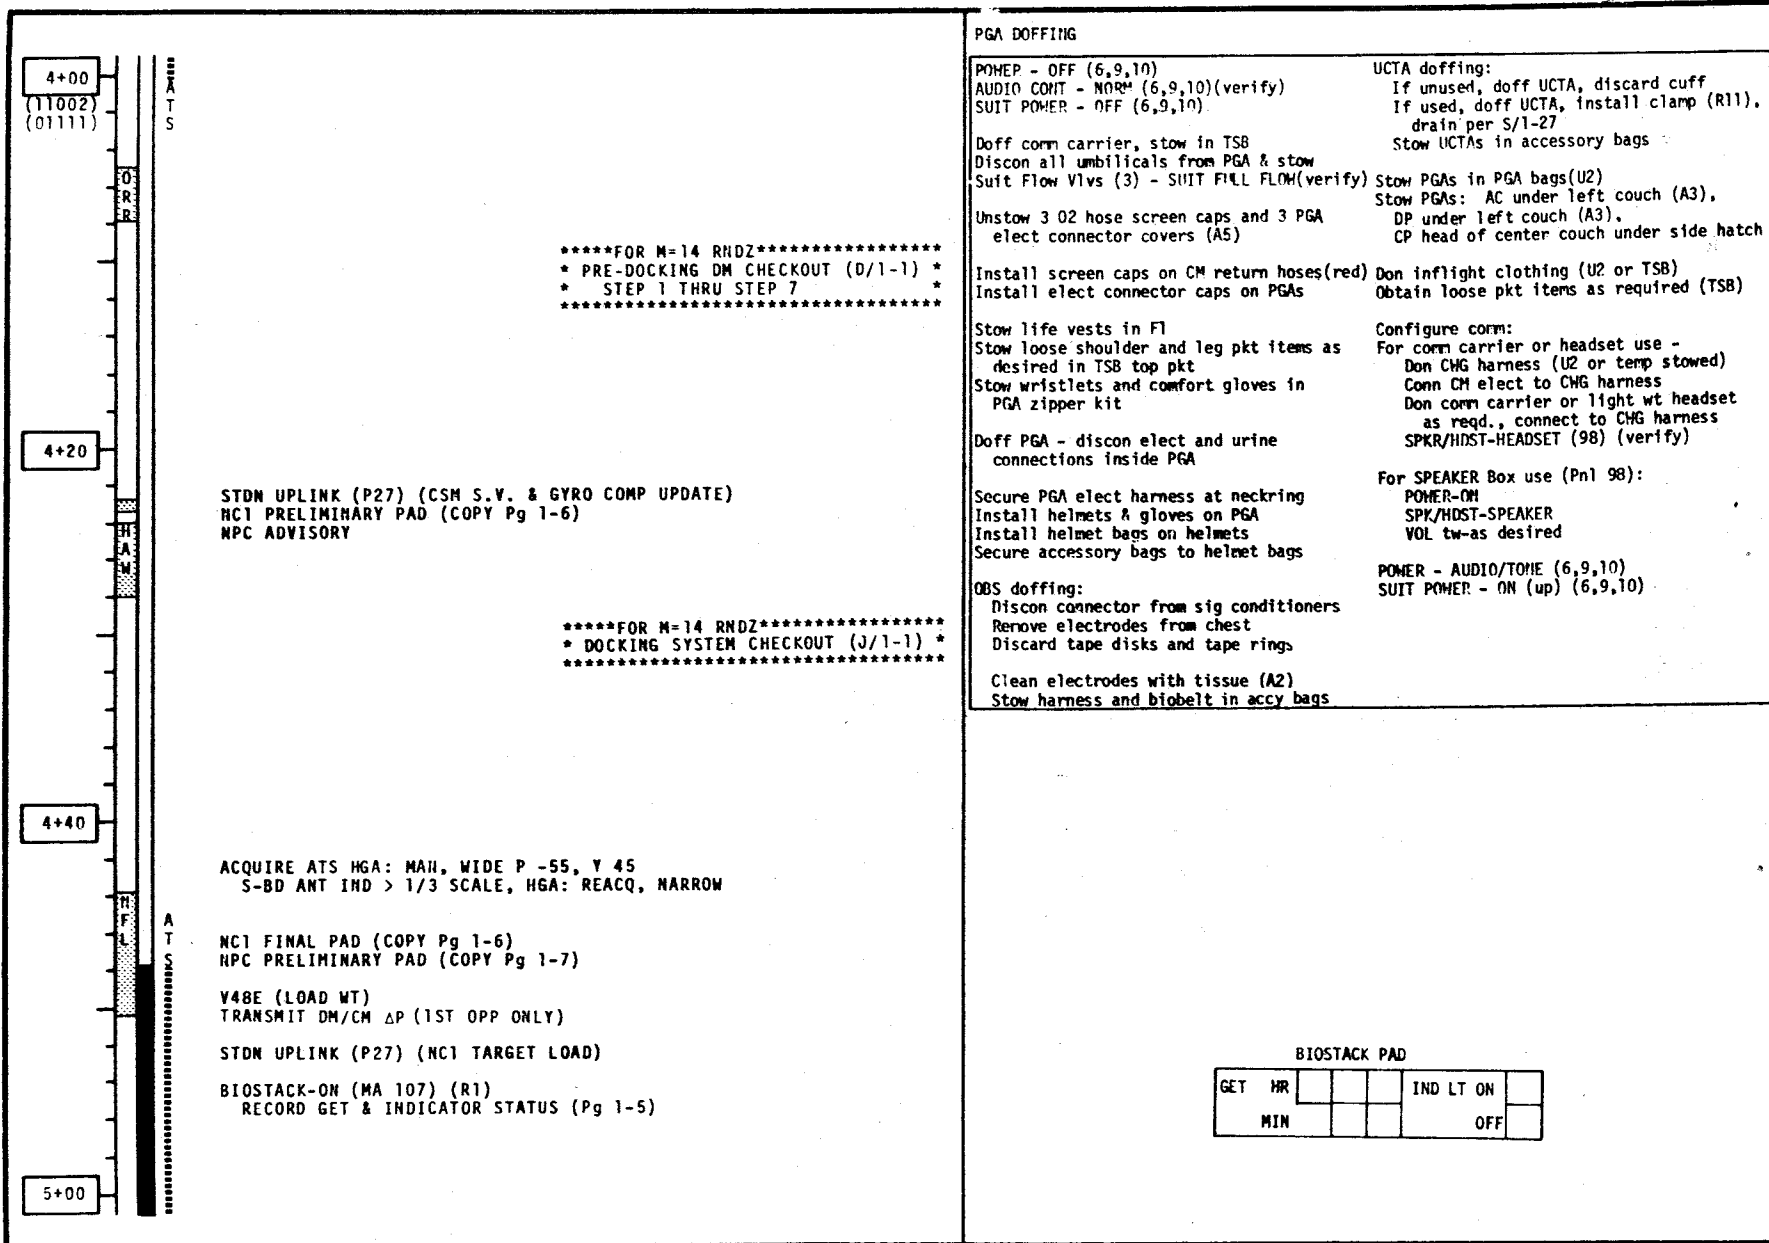 4+00
(11002)
(01111)
ATS
ORR
*****FOR M=14 RNDZ*****************
* PRE-DOCKING DM CHECKOUT (D/1-1) *
* STEP 1 THRU STEP 7 *
***********************************
4+20
HAW
STDN UPLINK (P27) (CSM S.V. & GYRO COMP UPDATE)
NC1 PRELIMINARY PAD (COPY Pg 1-6)
NPC ADVISORY
*****FOR M=14 RNDZ*****************
* DOCKING SYSTEM CHECKOUT (J/1-1) *
***********************************
4+40
ACQUIRE ATS HGA: MAN, WIDE P -55, Y 45
S-BD ANT IND > 1/3 SCALE, HGA: REACQ, NARROW
MFL
ATS
NC1 FINAL PAD (COPY Pg 1-6)
NPC PRELIMINARY PAD (COPY Pg 1-7)
V48E (LOAD WT)
TRANSMIT DM/CM ΔP (1ST OPP ONLY)
STDN UPLINK (P27) (NC1 TARGET LOAD)
BIOSTACK-ON (MA 107) (R1)
RECORD GET & INDICATOR STATUS (Pg 1-5)
5+00
PGA DOFFING
POWER - OFF (6,9,10)
AUDIO CONT - NORM (6,9,10)(verify)
SUIT POWER - OFF (6,9,10)
Doff comm carrier, stow in TSB
Discon all umbilicals from PGA & stow
Suit Flow Vlvs (3) - SUIT FULL FLOW(verify)
Unstow 3 O2 hose screen caps and 3 PGA
elect connector covers (A5)
Install screen caps on CM return hoses(red)
Install elect connector caps on PGAs
Stow life vests in F1
Stow loose shoulder and leg pkt items as
desired in TSB top pkt
Stow wristlets and comfort gloves in
PGA zipper kit
Doff PGA - discon elect and urine
connections inside PGA
Secure PGA elect harness at neckring
Install helmets & gloves on PGA
Install helmet bags on helmets
Secure accessory bags to helmet bags
OBS doffing:
Discon connector from sig conditioners
Remove electrodes from chest
Discard tape disks and tape rings
Clean electrodes with tissue (A2)
Stow harness and biobelt in accy bags
UCTA doffing:
If unused, doff UCTA, discard cuff
If used, doff UCTA, install clamp (R11),
drain per S/1-27
Stow UCTAs in accessory bags
Stow PGAs in PGA bags(U2)
Stow PGAs: AC under left couch (A3),
DP under left couch (A3),
CP head of center couch under side hatch
Don inflight clothing (U2 or TSB)
Obtain loose pkt items as required (TSB)
Configure comm:
For comm carrier or headset use -
Don CWG harness (U2 or temp stowed)
Conn CM elect to CWG harness
Don comm carrier or light wt headset
as reqd., connect to CWG harness
SPKR/HDST-HEADSET (98) (verify)
For SPEAKER Box use (Pnl 98):
POWER-ON
SPK/HDST-SPEAKER
VOL tw-as desired
POWER - AUDIO/TONE (6,9,10)
SUIT POWER - ON (up) (6,9,10)
BIOSTACK PAD
GET HR IND LT ON
MIN OFF